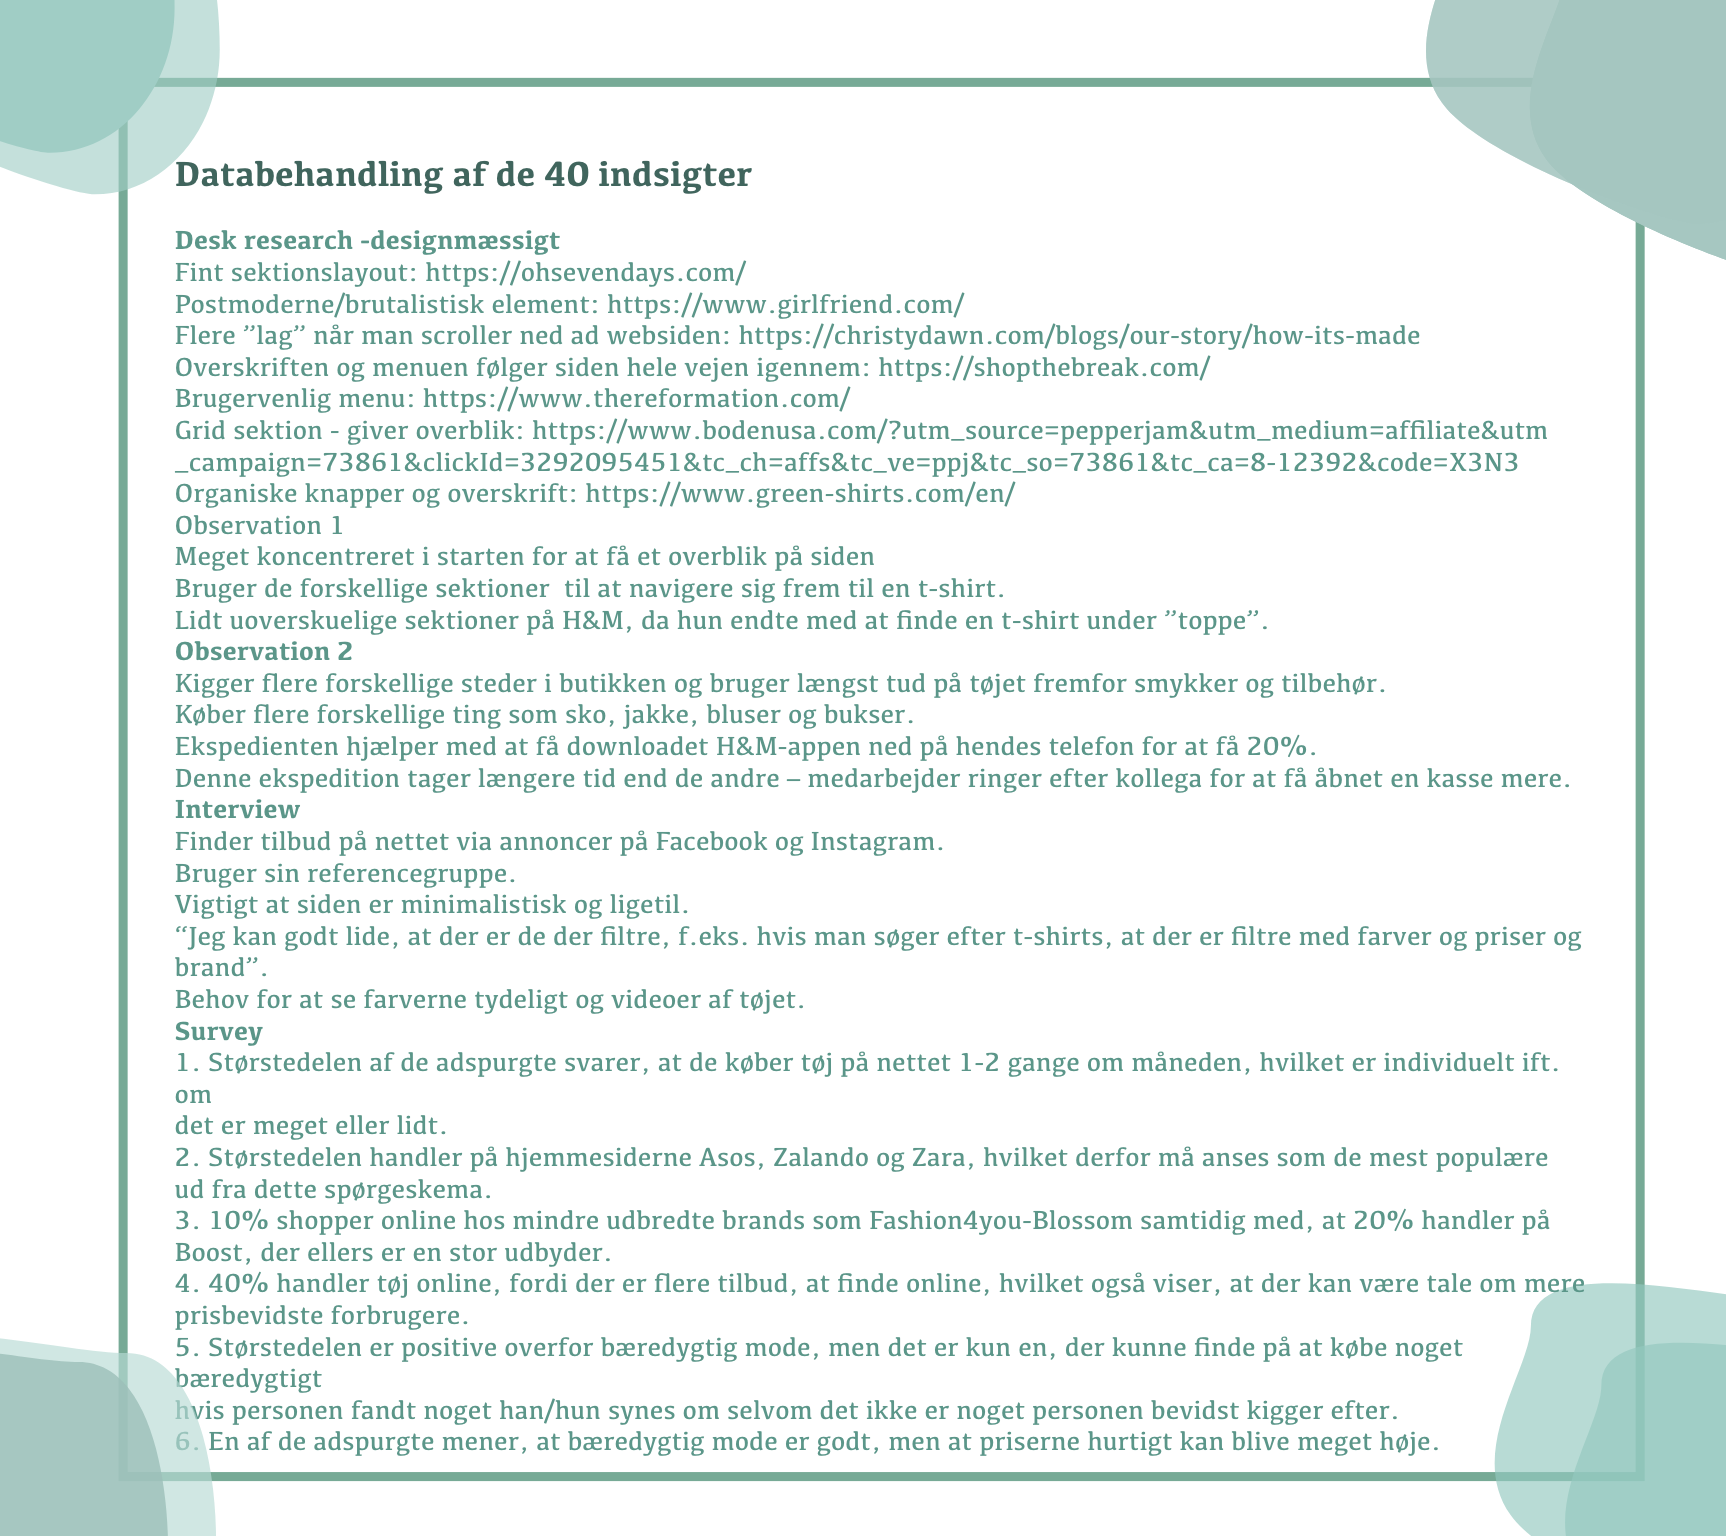 Databehandling af de 40 indsigter
Desk research -designmæssigt
Fint sektionslayout: https://ohsevendays.com/
Postmoderne/brutalistisk element: https://www.girlfriend.com/
Flere ”lag” når man scroller ned ad websiden: https://christydawn.com/blogs/our-story/how-its-made
Overskriften og menuen følger siden hele vejen igennem: https://shopthebreak.com/
Brugervenlig menu: https://www.thereformation.com/
Grid sektion - giver overblik: https://www.bodenusa.com/?utm_source=pepperjam&utm_medium=affiliate&utm
_campaign=73861&clickId=3292095451&tc_ch=affs&tc_ve=ppj&tc_so=73861&tc_ca=8-12392&code=X3N3
Organiske knapper og overskrift: https://www.green-shirts.com/en/
Observation 1
Meget koncentreret i starten for at få et overblik på siden
Bruger de forskellige sektioner  til at navigere sig frem til en t-shirt.
Lidt uoverskuelige sektioner på H&M, da hun endte med at finde en t-shirt under ”toppe”.
Observation 2
Kigger flere forskellige steder i butikken og bruger længst tud på tøjet fremfor smykker og tilbehør.
Køber flere forskellige ting som sko, jakke, bluser og bukser.
Ekspedienten hjælper med at få downloadet H&M-appen ned på hendes telefon for at få 20%.
Denne ekspedition tager længere tid end de andre – medarbejder ringer efter kollega for at få åbnet en kasse mere.
Interview
Finder tilbud på nettet via annoncer på Facebook og Instagram.
Bruger sin referencegruppe.
Vigtigt at siden er minimalistisk og ligetil.
“Jeg kan godt lide, at der er de der filtre, f.eks. hvis man søger efter t-shirts, at der er filtre med farver og priser og
brand”.
Behov for at se farverne tydeligt og videoer af tøjet.
Survey
1. Størstedelen af de adspurgte svarer, at de køber tøj på nettet 1-2 gange om måneden, hvilket er individuelt ift.
om
det er meget eller lidt.
2. Størstedelen handler på hjemmesiderne Asos, Zalando og Zara, hvilket derfor må anses som de mest populære
ud fra dette spørgeskema.
3. 10% shopper online hos mindre udbredte brands som Fashion4you-Blossom samtidig med, at 20% handler på
Boost, der ellers er en stor udbyder.
4. 40% handler tøj online, fordi der er flere tilbud, at finde online, hvilket også viser, at der kan være tale om mere
prisbevidste forbrugere.
5. Størstedelen er positive overfor bæredygtig mode, men det er kun en, der kunne finde på at købe noget
bæredygtigt
hvis personen fandt noget han/hun synes om selvom det ikke er noget personen bevidst kigger efter.
6. En af de adspurgte mener, at bæredygtig mode er godt, men at priserne hurtigt kan blive meget høje.